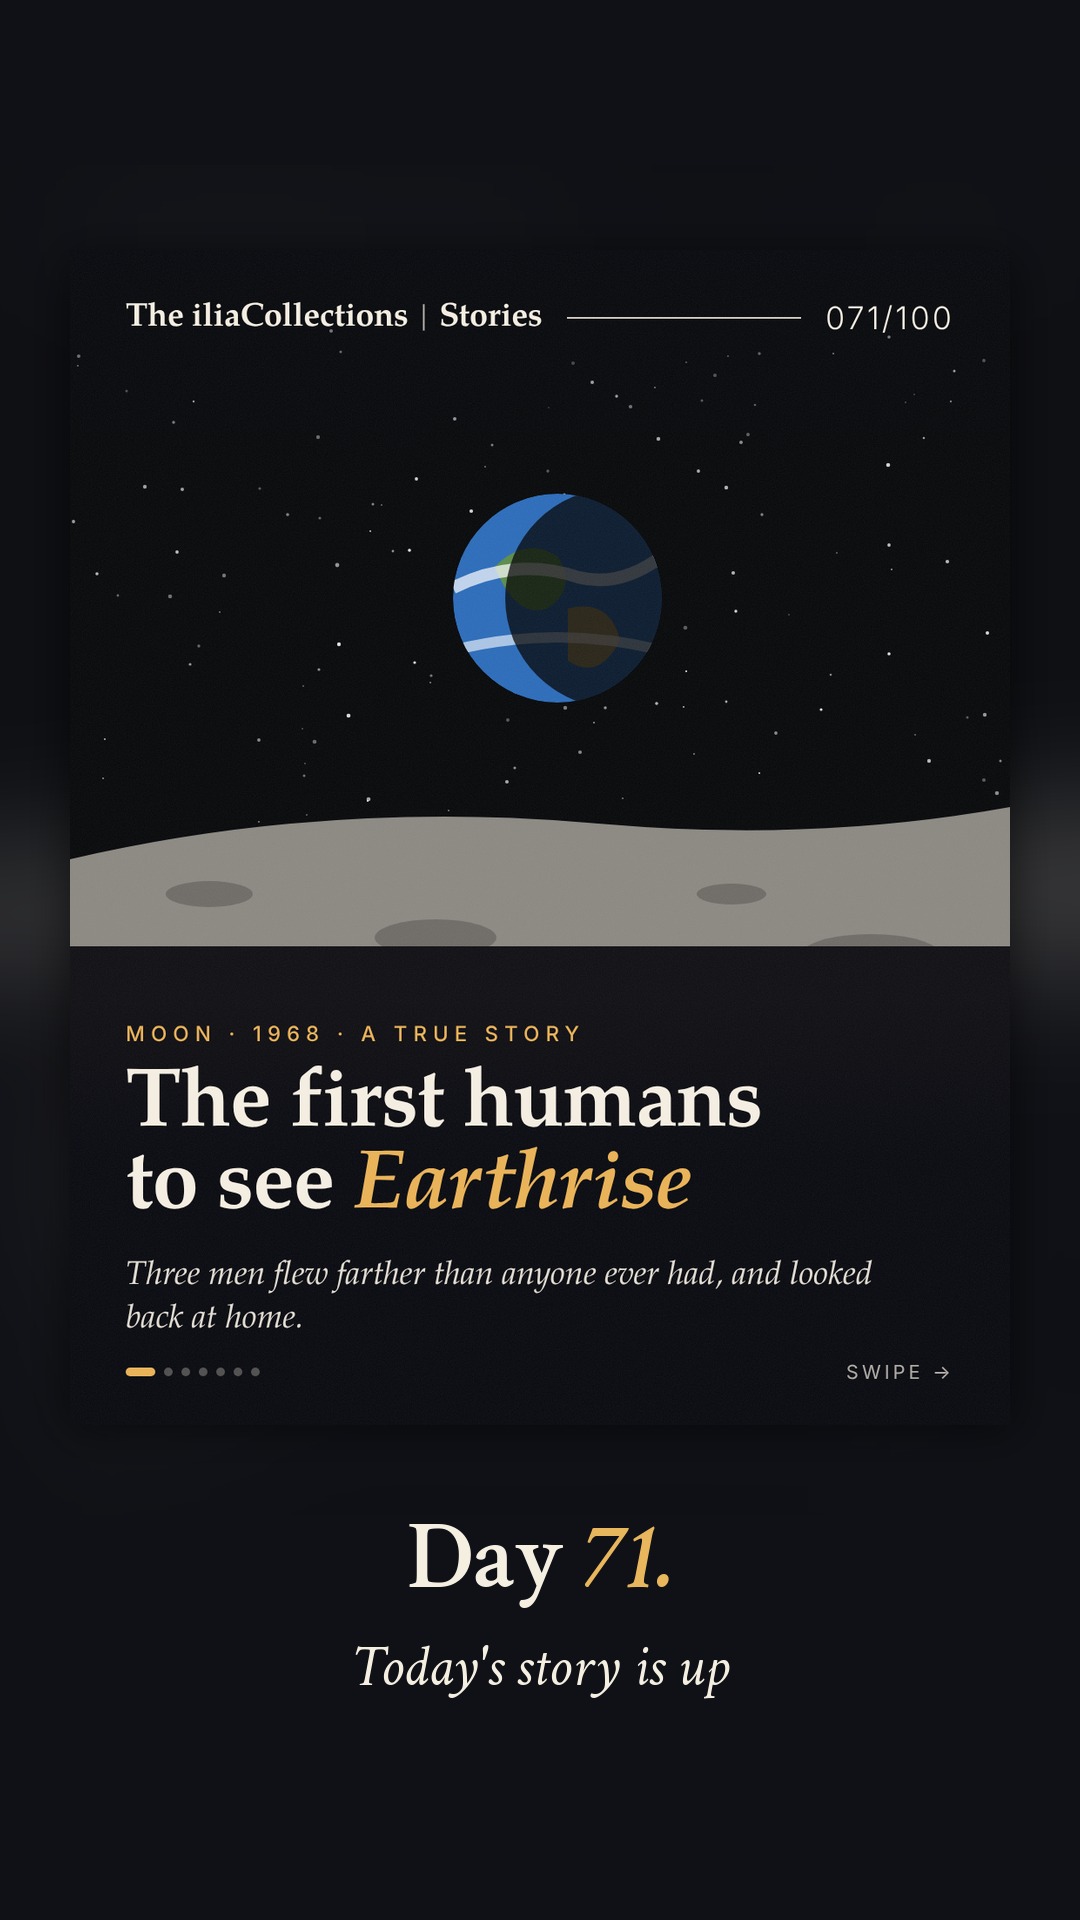 The iliaCollections | Stories 071/100
MOON · 1968 · A TRUE STORY
The first humans
to see Earthrise
Three men flew farther than anyone ever had, and looked
back at home.
SWIPE →
Day 71.
Today's story is up